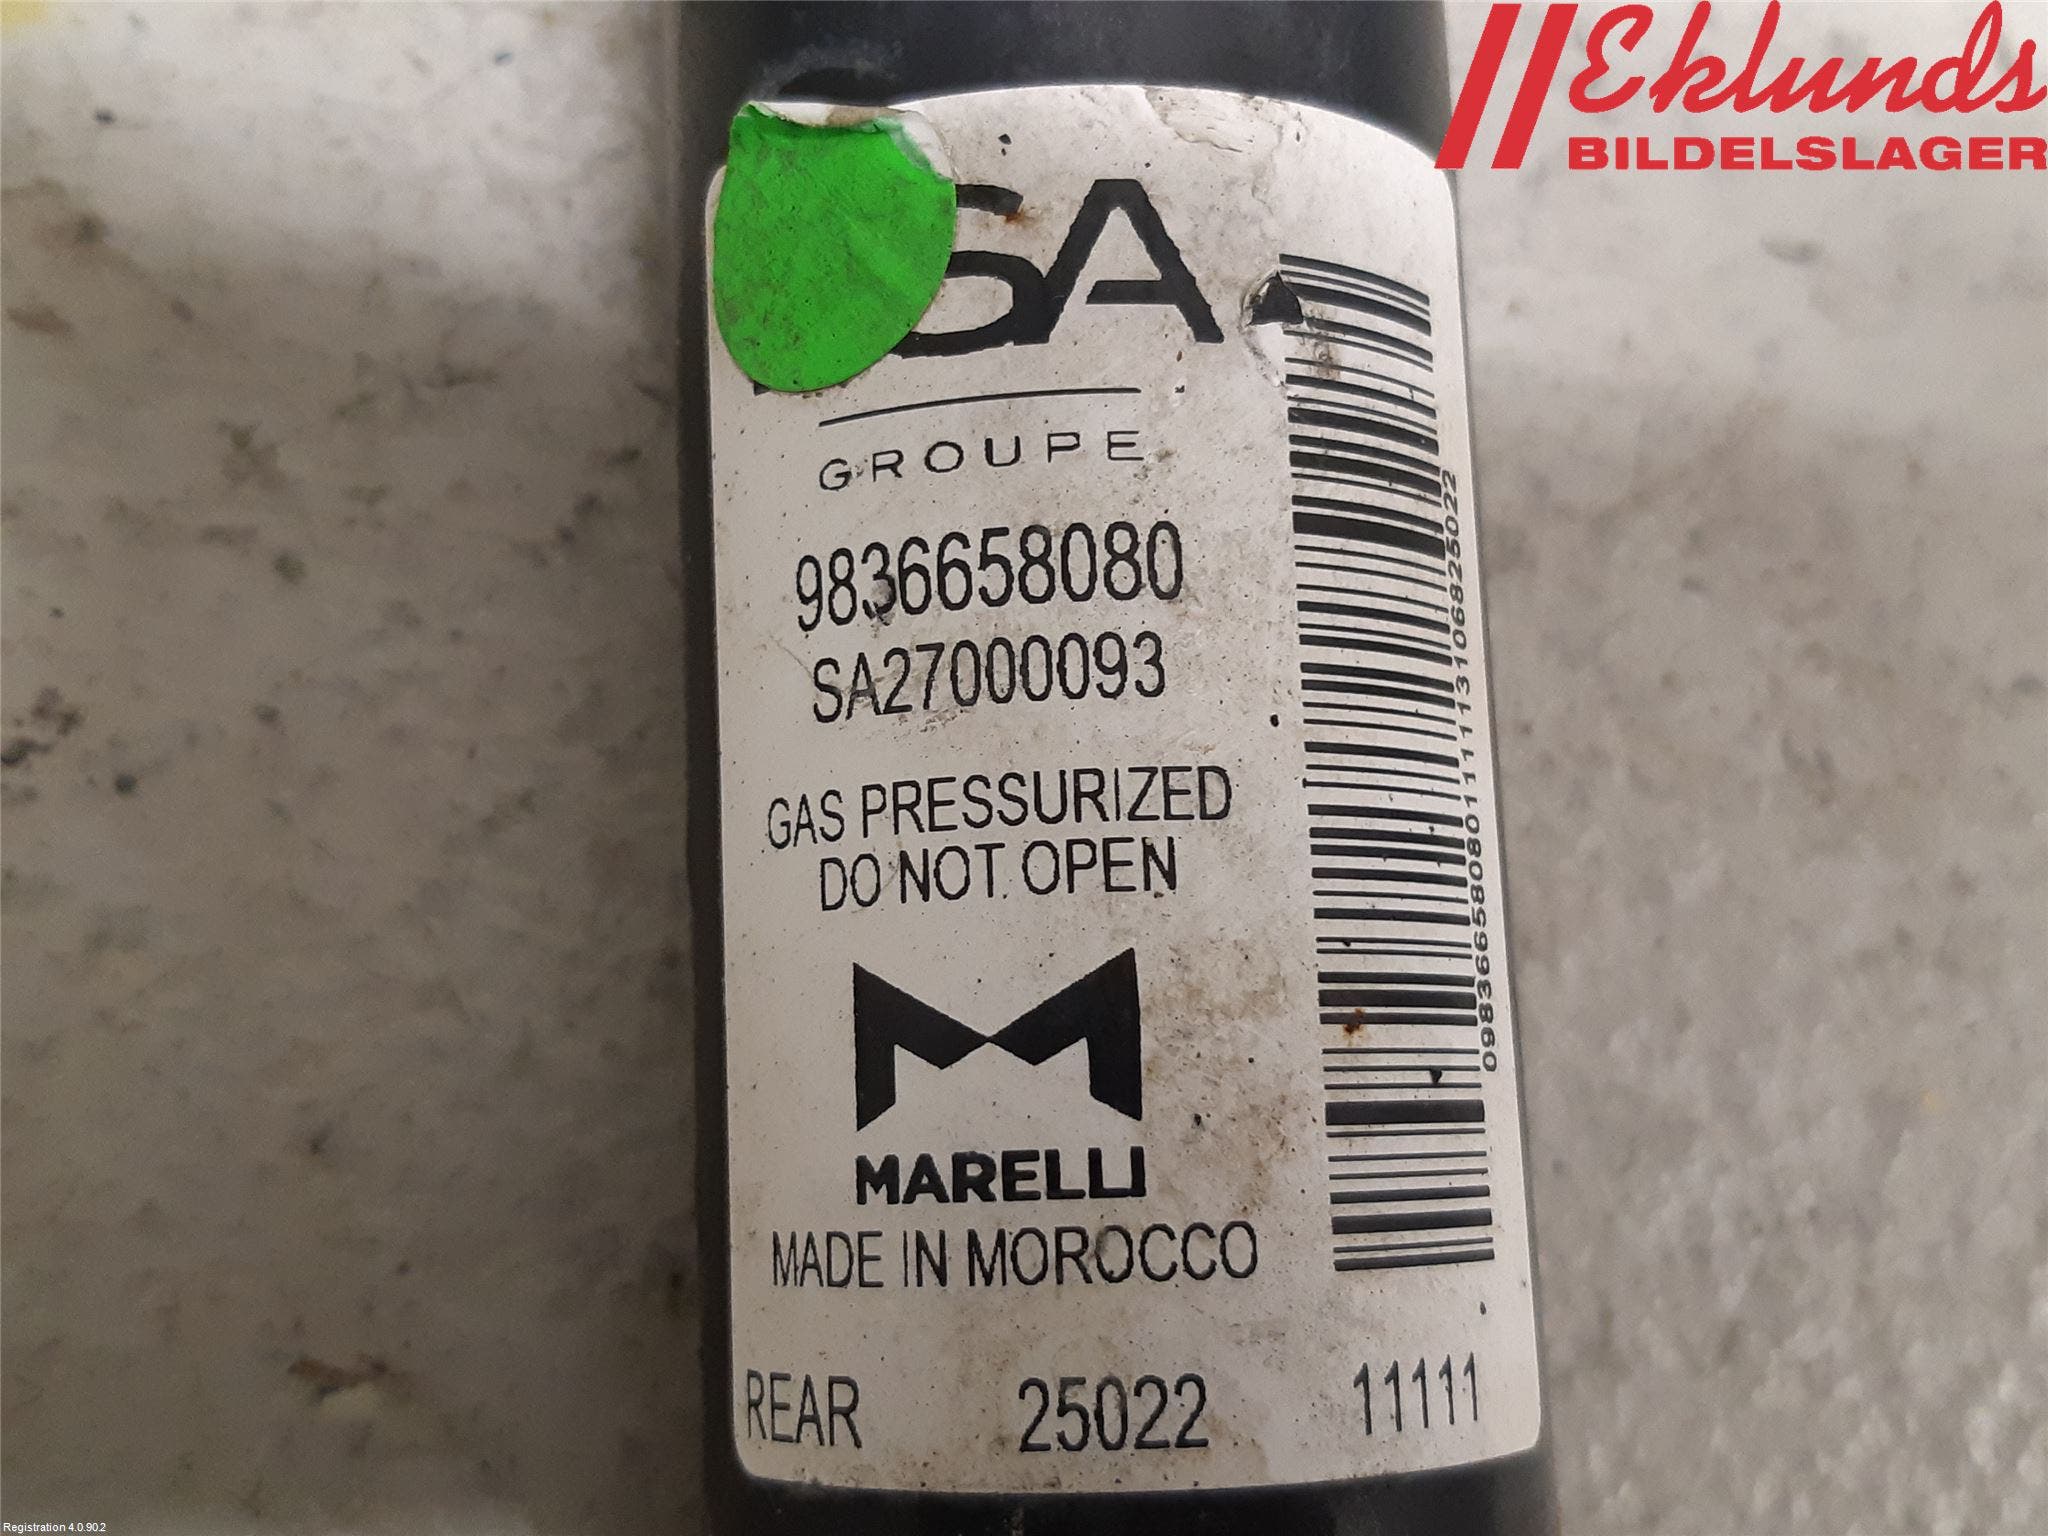 Eklunds
BILDELSLAGER
SA
GROUPE
9836658080
SA27000093
GAS PRESSURIZED
DO NOT OPEN
MARELLI
MADE IN MOROCCO
REAR 25022 11111
Registration 4.0.90.2